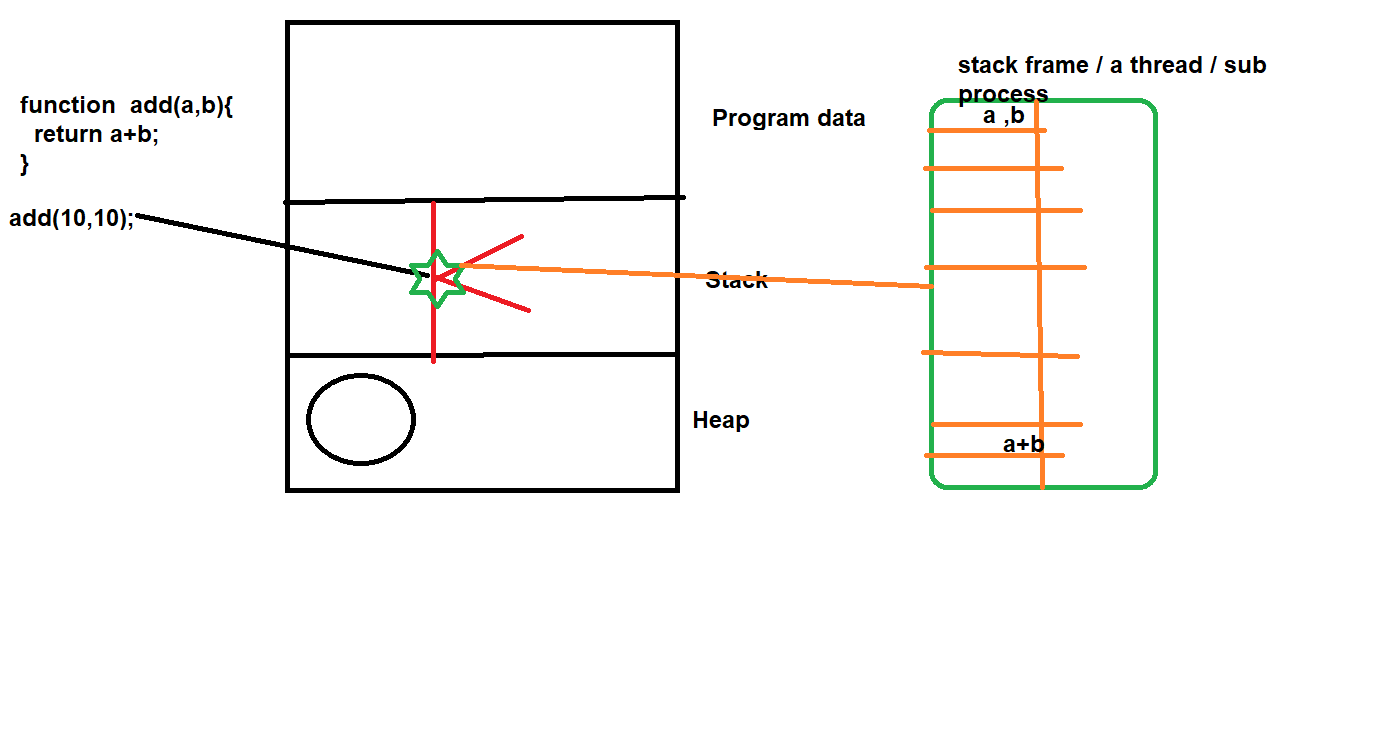 function  add(a,b){
return a+b;
}
add(10,10);
Program data
Stack
Heap
stack frame / a thread / sub
process
a ,b
a+b